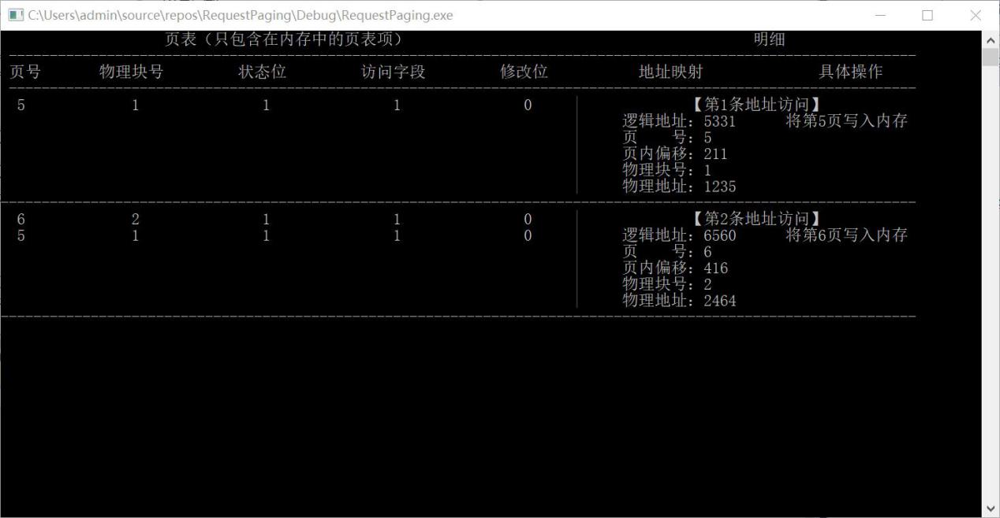 C:\Users\admin\source\repos\RequestPaging\Debug\RequestPaging.exe
页表（只包含在内存中的页表项） 明细
页号 物理块号 状态位 访问字段 修改位 地址映射 具体操作
5 1 1 1 0 【第1条地址访问】
逻辑地址：5331 将第5页写入内存
页 号：5
页内偏移：211
物理块号：1
物理地址：1235
6 2 1 1 0 【第2条地址访问】
5 1 1 1 0 逻辑地址：6560 将第6页写入内存
页 号：6
页内偏移：416
物理块号：2
物理地址：2464